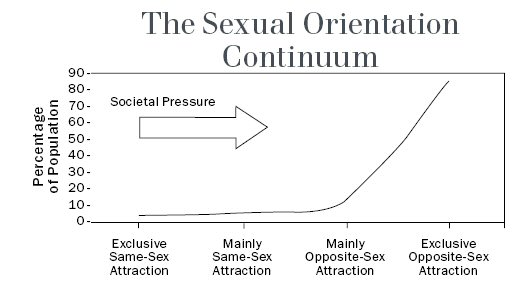 The Sexual Orientation
Continuum
90
80
70
60
50
40
30
20
10
0
Percentage
of Population
Societal Pressure
Exclusive
Same-Sex
Attraction
Mainly
Same-Sex
Attraction
Mainly
Opposite-Sex
Attraction
Exclusive
Opposite-Sex
Attraction